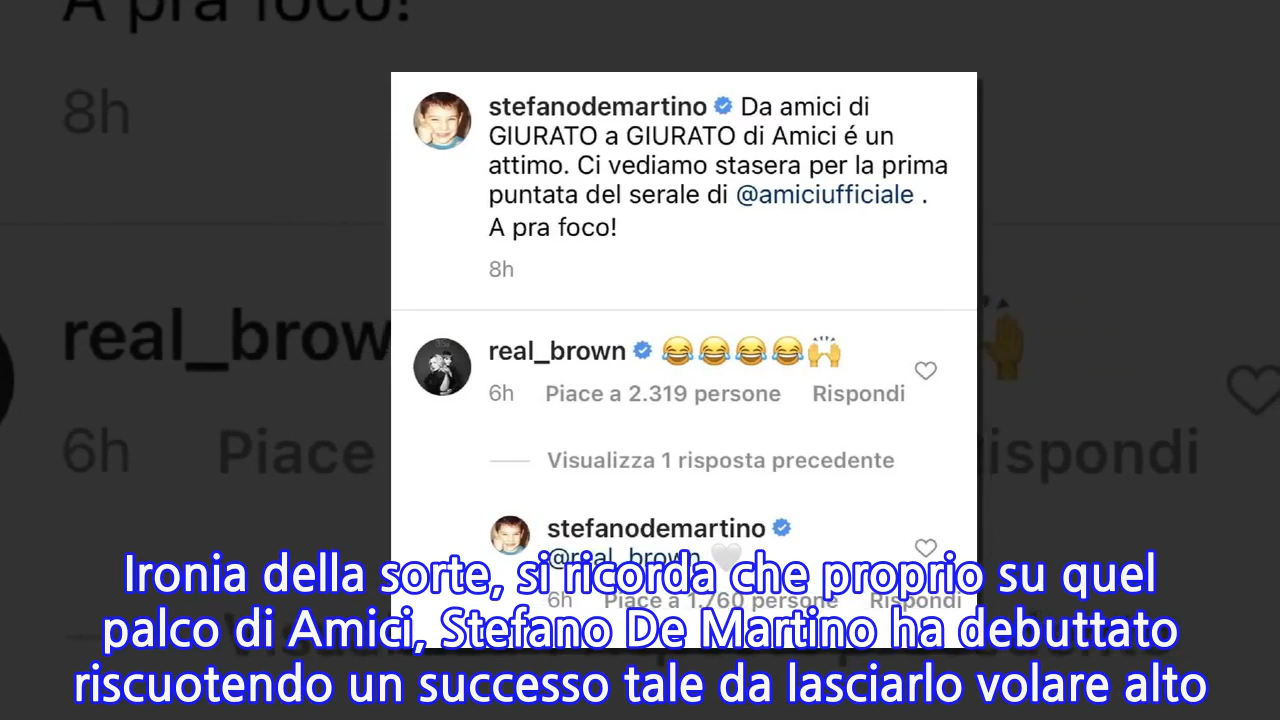 A pra foco!
8h
real_brow
6h
Piace
ispondi
stefanodemartino Da amici di
GIURATO a GIURATO di Amici é un
attimo. Ci vediamo stasera per la prima
puntata del serale di @amiciufficiale .
A pra foco!
8h
real_brown 😂😂😂😂🙌
6h Piace a 2.319 persone Rispondi
Visualizza 1 risposta precedente
stefanodemartino
@real_brown 🤍
6h Piace a 1.760 persone Rispondi
Ironia della sorte, si ricorda che proprio su quel
palco di Amici, Stefano De Martino ha debuttato
riscuotendo un successo tale da lasciarlo volare alto